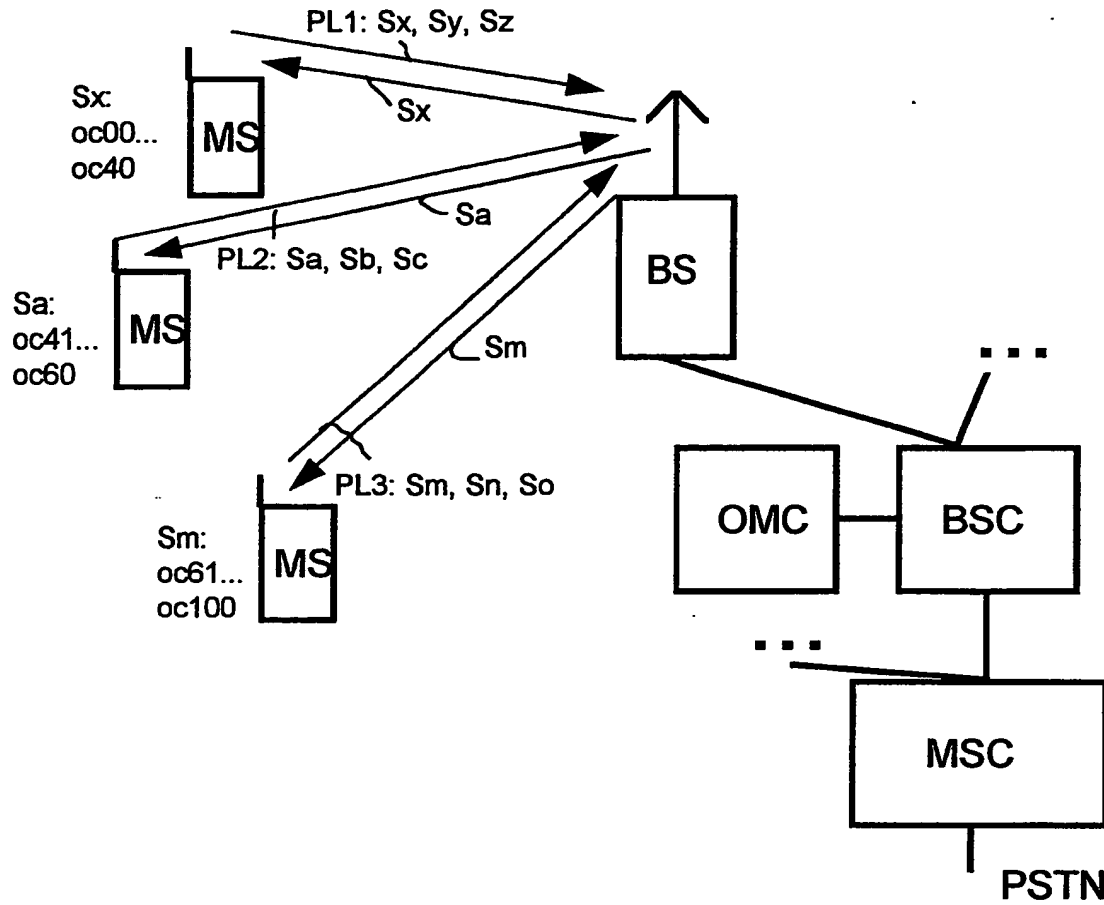 PL1: Sx, Sy, Sz
Sx
Sx:
oc00...
oc40
MS
Sa
PL2: Sa, Sb, Sc
Sa:
oc41...
oc60
MS
BS
Sm
...
PL3: Sm, Sn, So
Sm:
oc61...
oc100
MS
OMC
BSC
...
MSC
PSTN